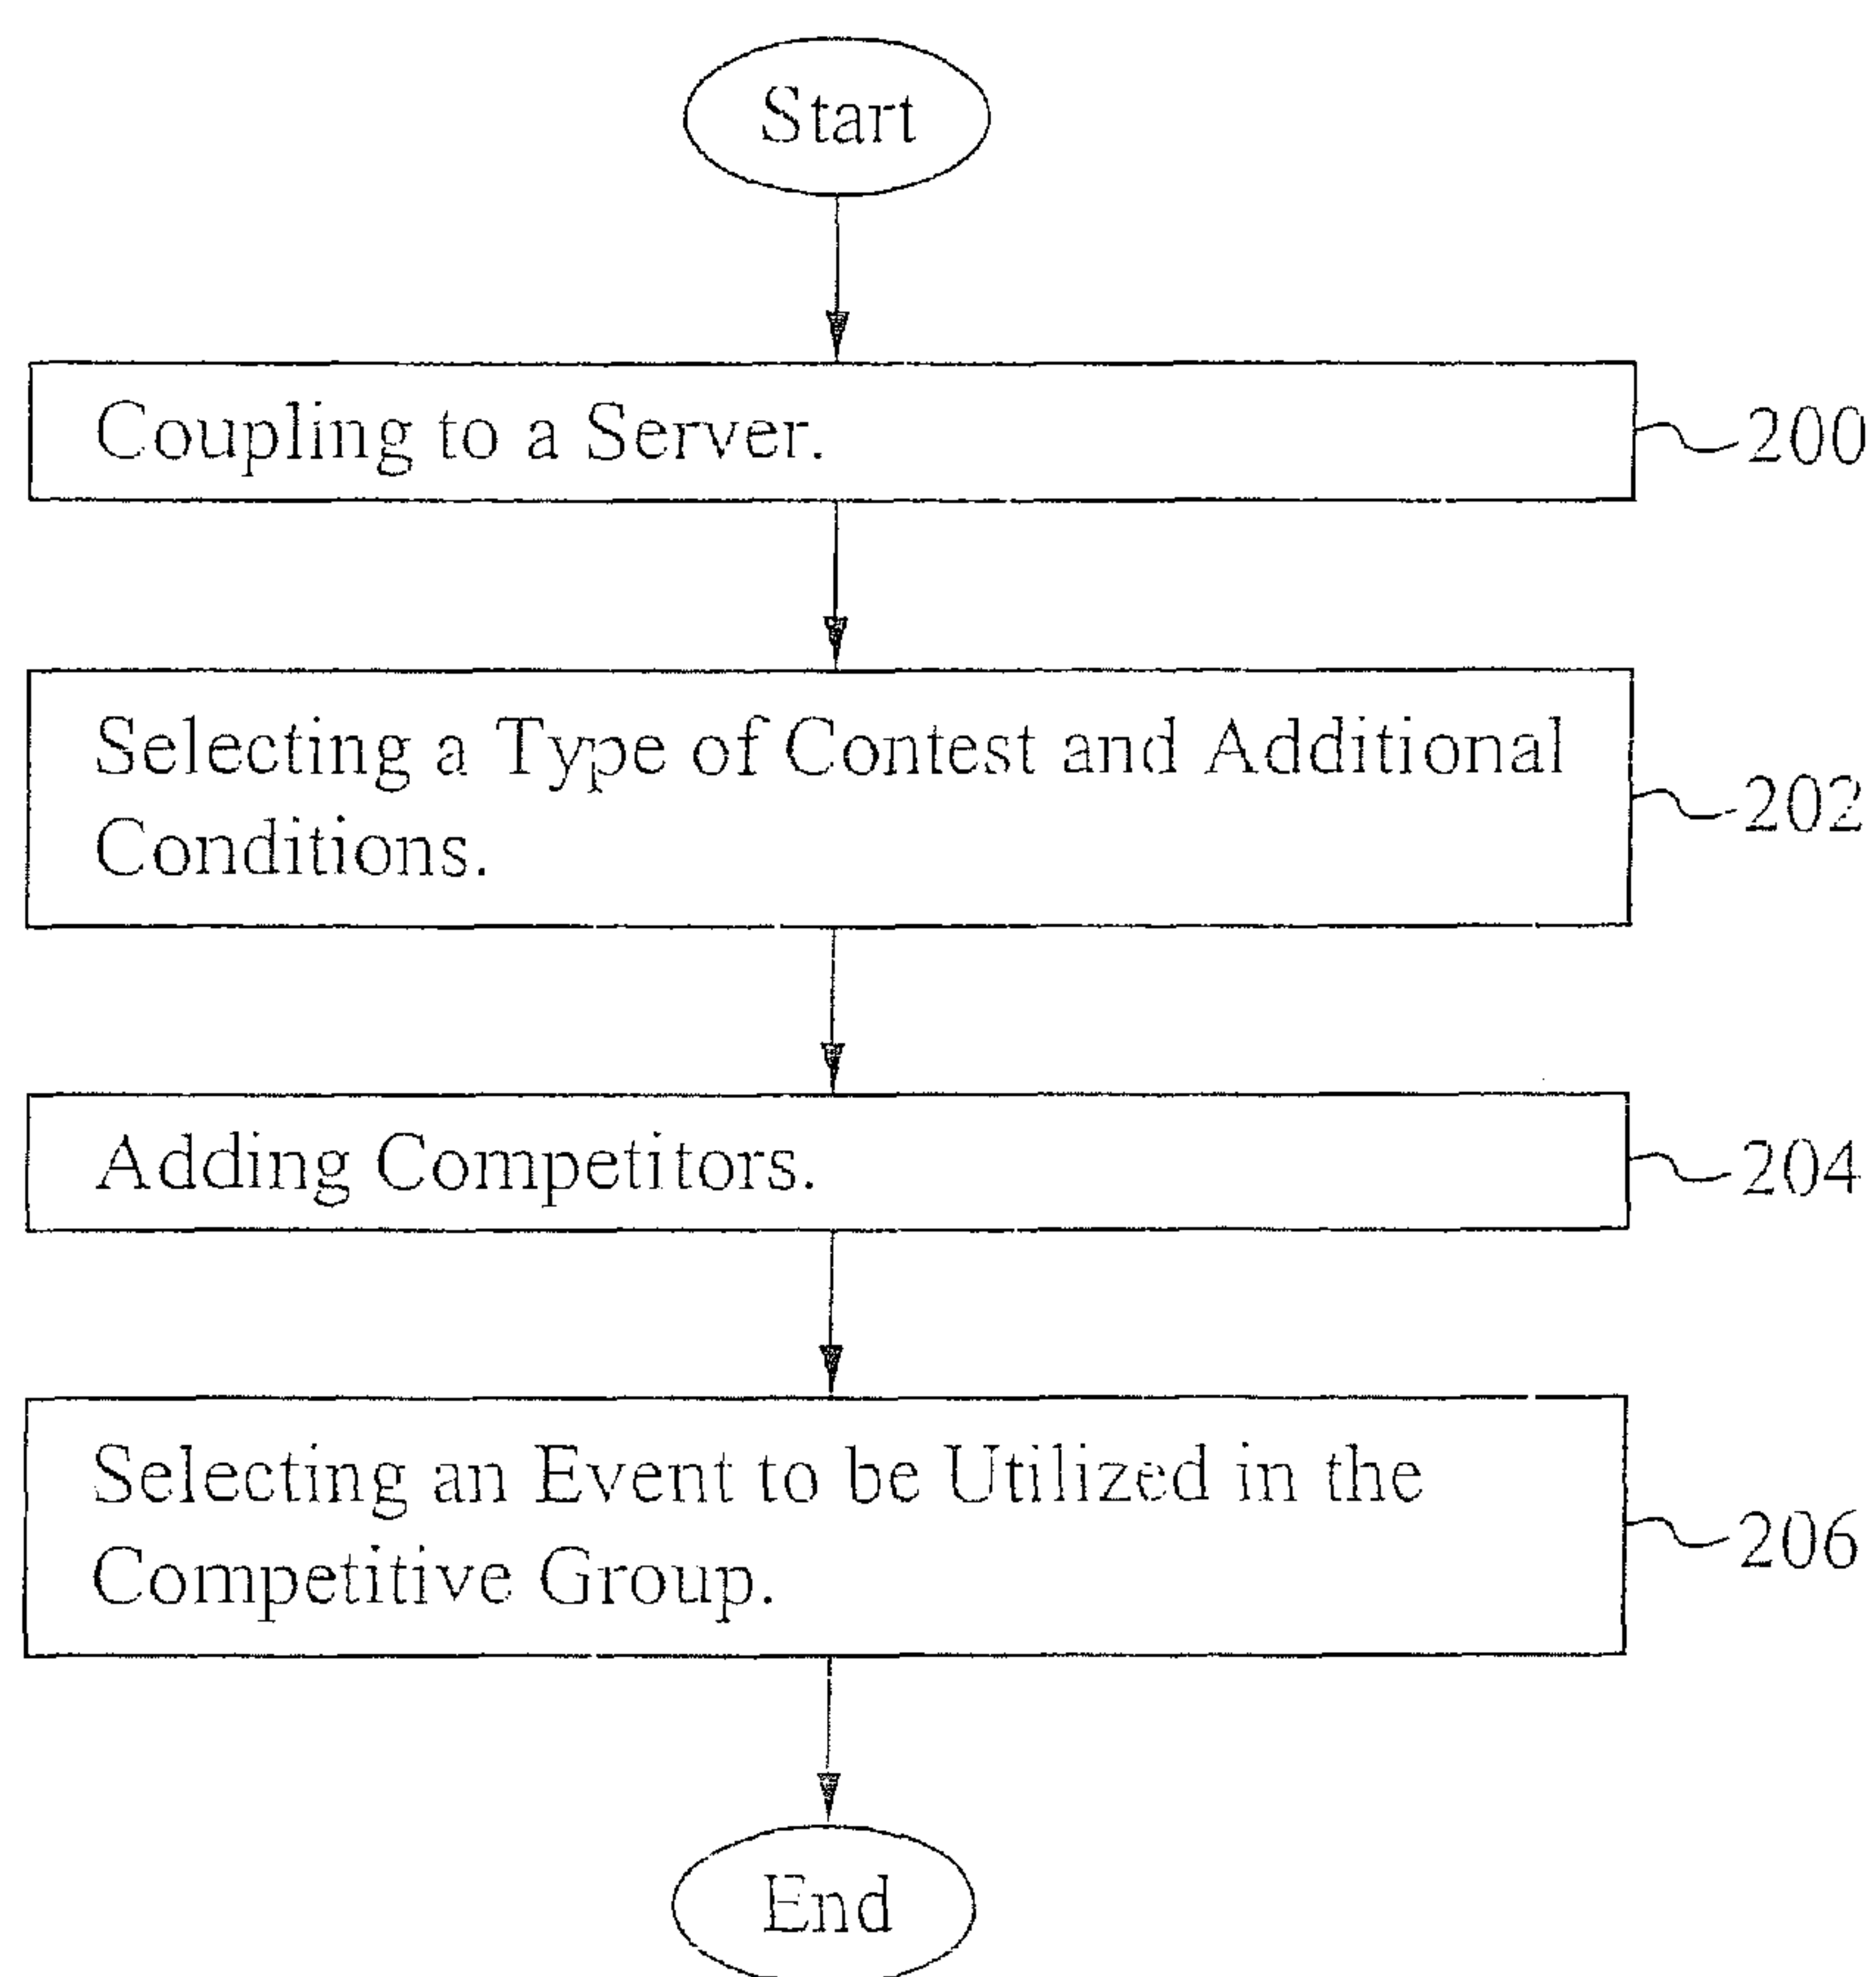 Start
Coupling to a Server.
200
Selecting a Type of Contest and Additional
Conditions.
202
Adding Competitors.
204
Selecting an Event to be Utilized in the
Competitive Group.
206
End